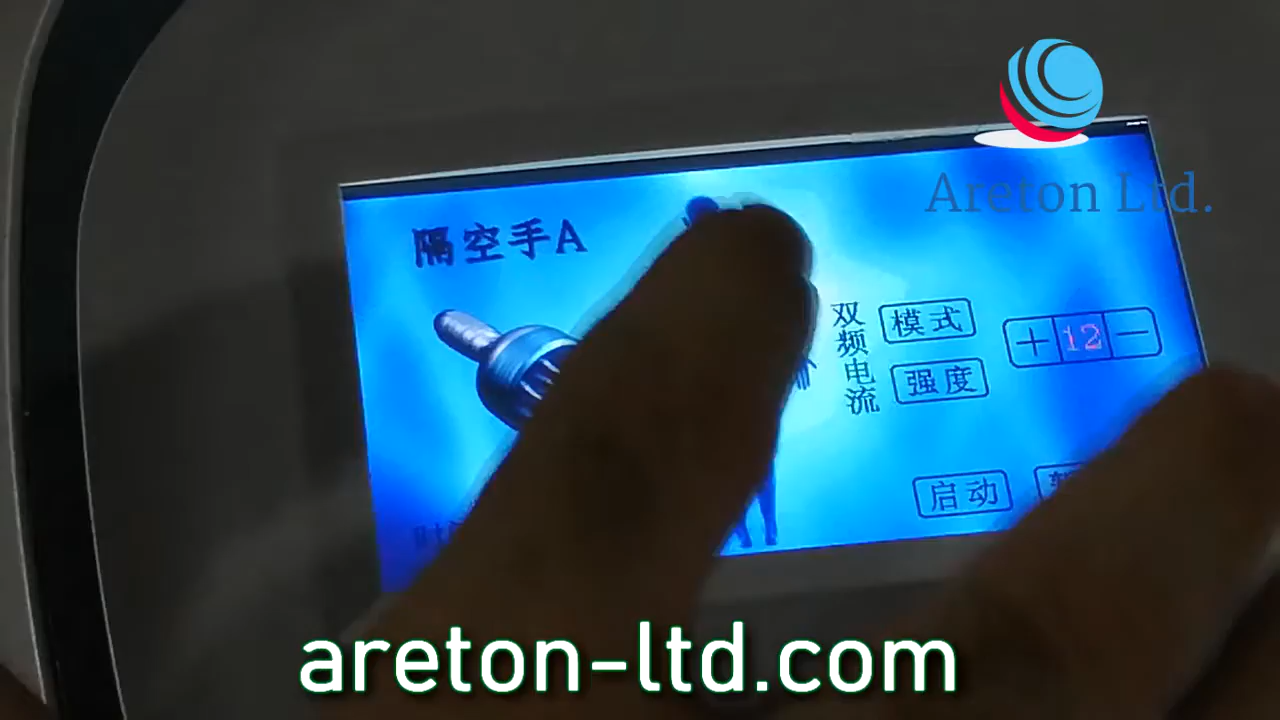 Areton Ltd.
隔空手A
双频电流
模式
+ 12 −
强度
启动
areton-ltd.com